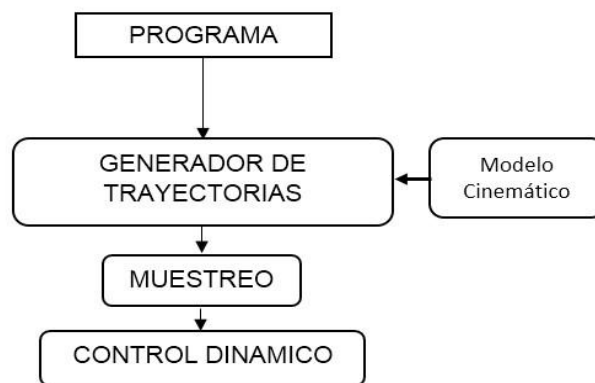 PROGRAMA
GENERADOR DE
TRAYECTORIAS
Modelo
Cinemático
MUESTREO
CONTROL DINAMICO